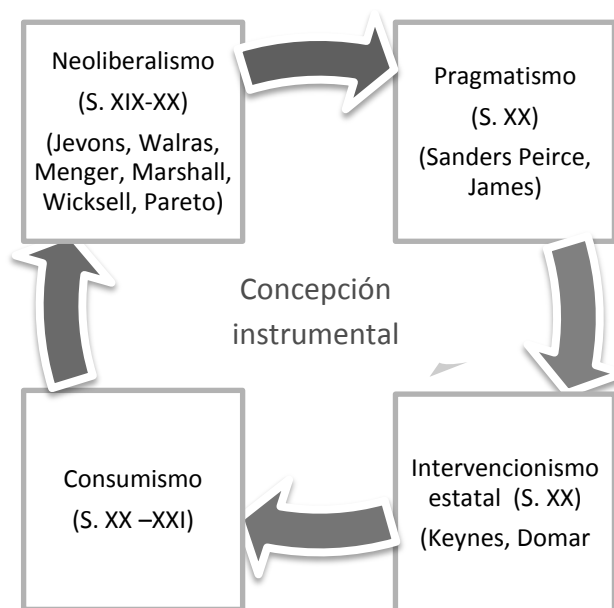 Neoliberalismo
(S. XIX-XX)
(Jevons, Walras,
Menger, Marshall,
Wicksell, Pareto)
Pragmatismo
(S. XX)
(Sanders Peirce,
James)
Concepción
instrumental
Consumismo
(S. XX –XXI)
Intervencionismo
estatal (S. XX)
(Keynes, Domar